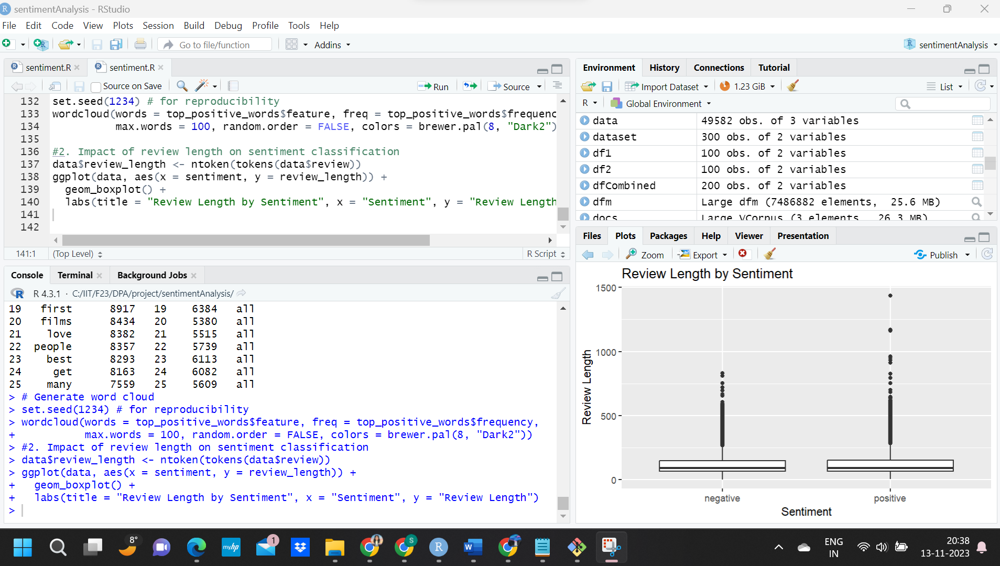 sentimentAnalysis - RStudio
File Edit Code View Plots Session Build Debug Profile Tools Help
Go to file/function Addins sentimentAnalysis
sentiment.R sentiment.R
Source on Save Run Source
132 set.seed(1234) # for reproducibility
133 wordcloud(words = top_positive_words$feature, freq = top_positive_words$frequenc
134 max.words = 100, random.order = FALSE, colors = brewer.pal(8, "Dark2")
135
136 #2. Impact of review length on sentiment classification
137 data$review_length <- ntoken(tokens(data$review))
138 ggplot(data, aes(x = sentiment, y = review_length)) +
139 geom_boxplot() +
140 labs(title = "Review Length by Sentiment", x = "Sentiment", y = "Review Length
141
142
141:1 (Top Level) R Script
Console Terminal Background Jobs
R 4.3.1 · C:/IIT/F23/DPA/project/sentimentAnalysis/
19 first 8917 19 6384 all
20 films 8434 20 5380 all
21 love 8382 21 5515 all
22 people 8357 22 5739 all
23 best 8293 23 6113 all
24 get 8163 24 6082 all
25 many 7559 25 5609 all
> # Generate word cloud
> set.seed(1234) # for reproducibility
> wordcloud(words = top_positive_words$feature, freq = top_positive_words$frequency,
+ max.words = 100, random.order = FALSE, colors = brewer.pal(8, "Dark2"))
> #2. Impact of review length on sentiment classification
> data$review_length <- ntoken(tokens(data$review))
> ggplot(data, aes(x = sentiment, y = review_length)) +
+ geom_boxplot() +
+ labs(title = "Review Length by Sentiment", x = "Sentiment", y = "Review Length")
>
Environment History Connections Tutorial
Import Dataset 1.23 GiB List
R Global Environment
data 49582 obs. of 3 variables
dataset 300 obs. of 2 variables
df1 100 obs. of 2 variables
df2 100 obs. of 2 variables
dfCombined 200 obs. of 2 variables
dfm Large dfm (7486882 elements, 25.6 MB)
docs Large VCorpus (3 elements, 26.3 MB)
Files Plots Packages Help Viewer Presentation
Zoom Export Publish
Review Length by Sentiment
1500
1000
500
0
Review Length
negative positive
Sentiment
8° myhp 1 S R W
ENG
IN
20:38
13-11-2023